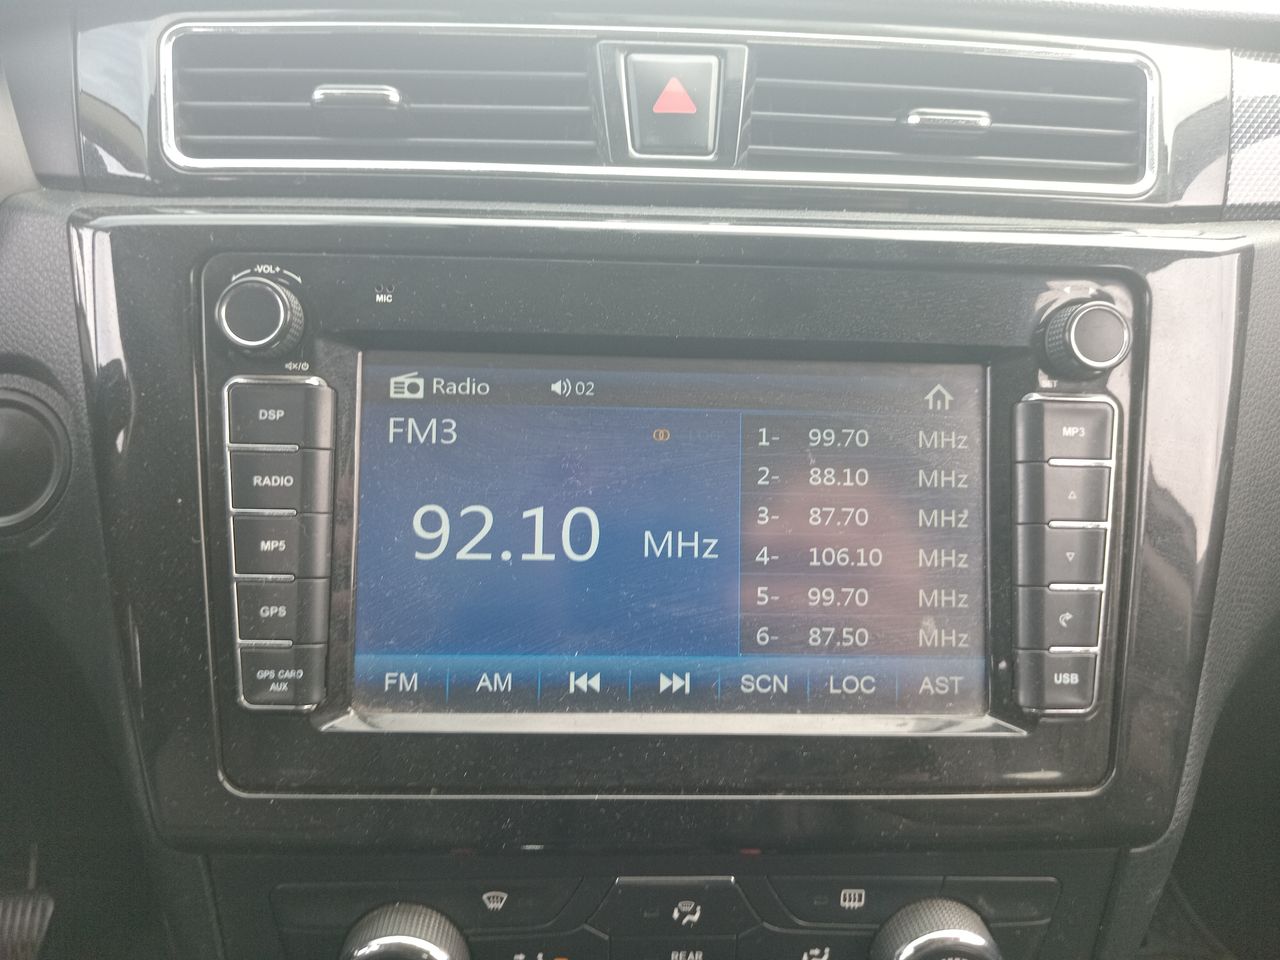 -VOL+
MIC
DSP
RADIO
MP5
GPS
GPS CARD
AUX
Radio 02
FM3
92.10 MHz
1- 99.70 MHz
2- 88.10 MHz
3- 87.70 MHz
4- 106.10 MHz
5- 99.70 MHz
6- 87.50 MHz
FM AM SCN LOC AST
SET
MP3
USB
REAR